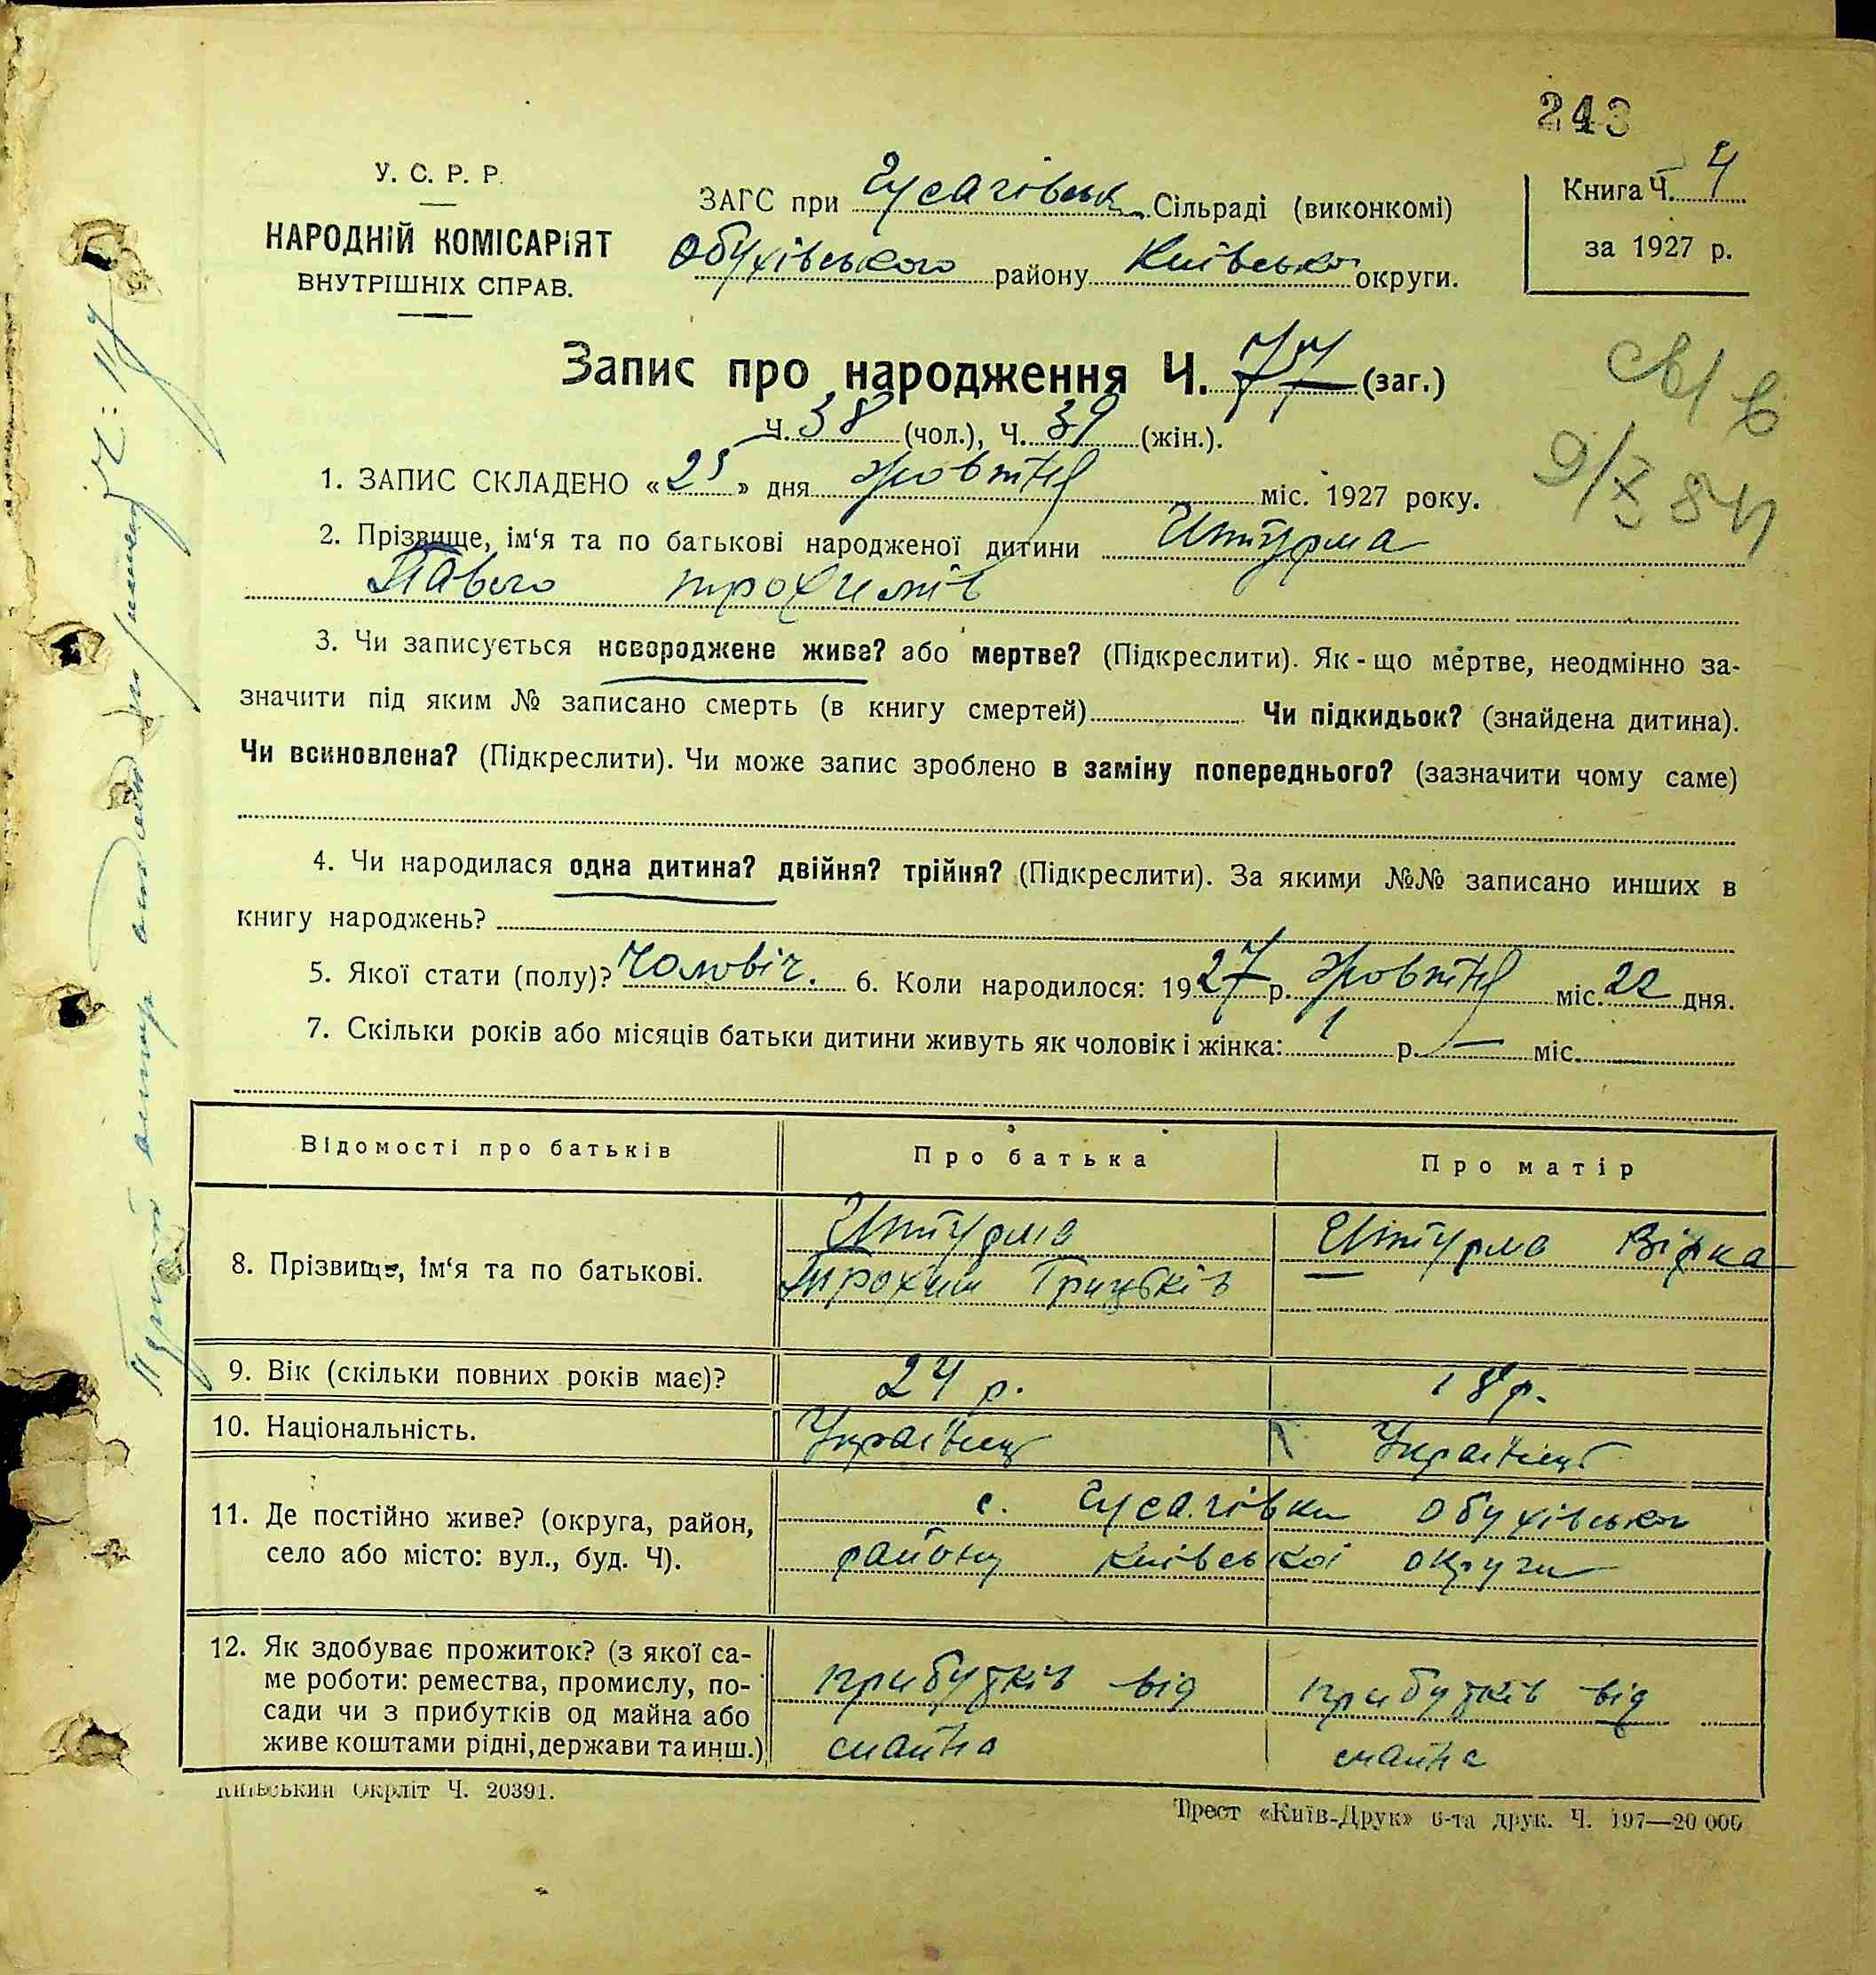 243
У. С. Р. Р.
НАРОДНІЙ КОМІСАРІЯТ
ВНУТРІШНІХ СПРАВ.
ЗАГС при Гусачівськ Сільраді (виконкомі)
Обухівського району Київсько округи.
Книга Ч. 4
за 1927 р.
Запис про народження Ч. 77 (заг.)
Ч. 38 (чол.), Ч. 39 (жін.).
1. ЗАПИС СКЛАДЕНО «25» дня жовтня міс. 1927 року.
2. Прізвище, ім'я та по батькові народженої дитини Штурма
Павло Трохимів
3. Чи записується новороджене живе? або мертве? (Підкреслити). Як-що мертве, неодмінно за-
значити під яким № записано смерть (в книгу смертей) Чи підкидьок? (знайдена дитина).
Чи всиновлена? (Підкреслити). Чи може запис зроблено в заміну попереднього? (зазначити чому саме)
4. Чи народилася одна дитина? двійня? трійня? (Підкреслити). За якими №№ записано инших в
книгу народжень?
5. Якої стати (полу)? Чоловіч. 6. Коли народилося: 1927 р. жовтня міс. 22 дня.
7. Скільки років або місяців батьки дитини живуть як чоловік і жінка: 1 р. — міс.
Відомості про батьків Про батька Про матір
8. Прізвище, ім'я та по батькові.
Штурма
Трохим Грицьків
Штурма Вірка
9. Вік (скільки повних років має)? 24 р. 18 р.
10. Національність. Українец Українці
11. Де постійно живе? (округа, район,
село або місто: вул., буд. Ч).
с. Гусачівки Обухівського
району Київської округи
12. Як здобуває прожиток? (з якої са-
ме роботи: ремества, промислу, по-
сади чи з прибутків од майна або
живе коштами рідні, держави та инш.)
прибутків від
майна
прибутків від
майна
Київський Окрліт Ч. 20391.
Трест «Київ-Друк» 6-та друк. Ч. 197—20 000